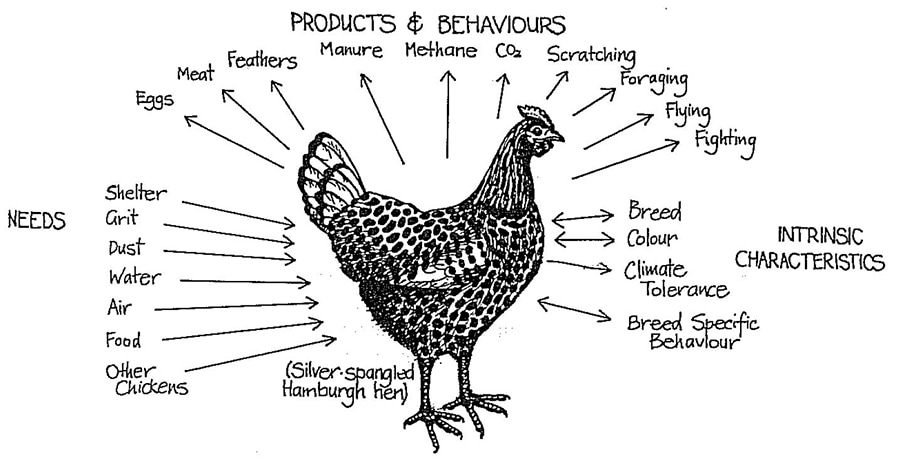 PRODUCTS & BEHAVIOURS
Eggs
Meat
Feathers
Manure
Methane
CO2
Scratching
Foraging
Flying
Fighting
NEEDS
Shelter
Grit
Dust
Water
Air
Food
Other
Chickens
(Silver-spangled
Hamburgh hen)
Breed
Colour
Climate
Tolerance
Breed Specific
Behaviour
INTRINSIC
CHARACTERISTICS